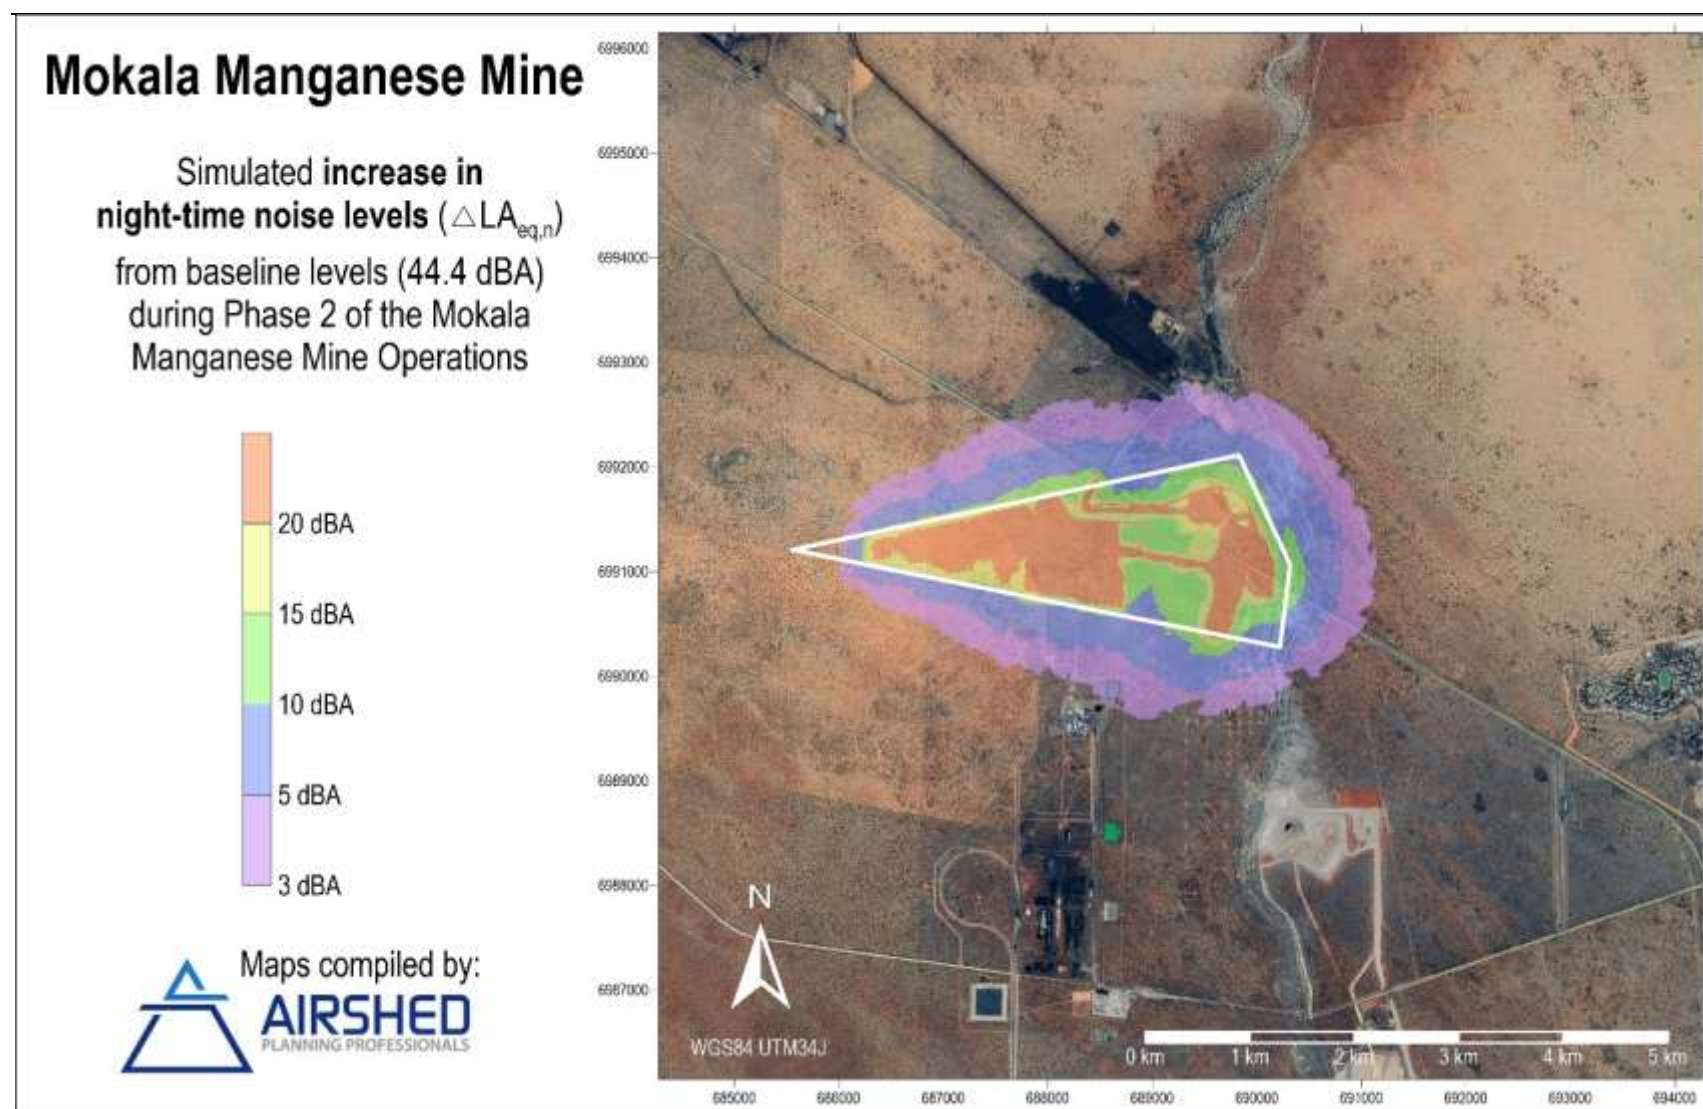 Mokala Manganese Mine
Simulated increase in
night-time noise levels (△LAeq,n)
from baseline levels (44.4 dBA)
during Phase 2 of the Mokala
Manganese Mine Operations
20 dBA
15 dBA
10 dBA
5 dBA
3 dBA
Maps compiled by:
AIRSHED
PLANNING PROFESSIONALS
6996000
6995000
6994000
6993000
6992000
6991000
6990000
6989000
6988000
6987000
N
WGS84 UTM34J
0 km 1 km 2 km 3 km 4 km 5 km
685000 686000 687000 688000 689000 690000 691000 692000 693000 694000